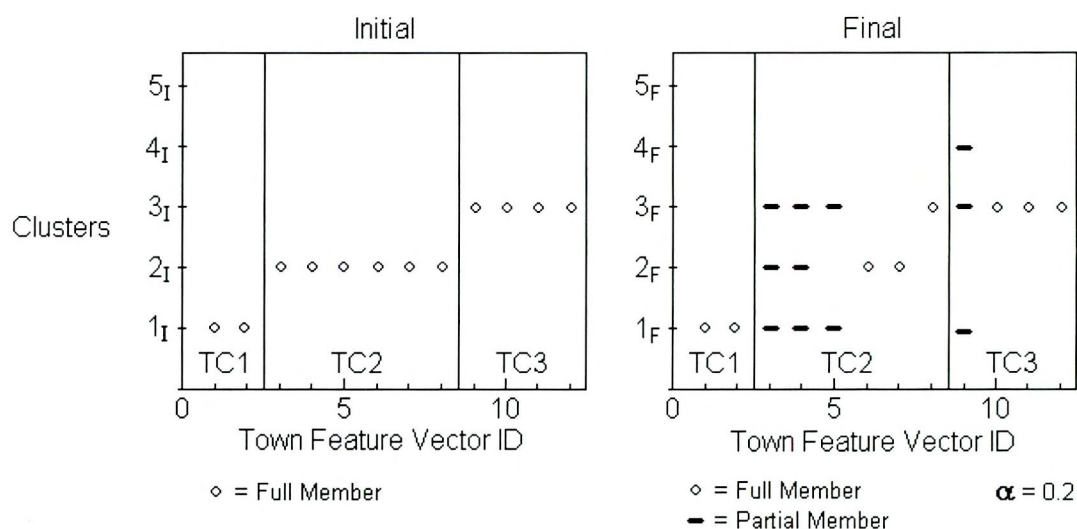 Initial
Final
Clusters
5I
4I
3I
2I
1I
TC1
TC2
TC3
0
5
10
Town Feature Vector ID
◇ = Full Member
5F
4F
3F
2F
1F
TC1
TC2
TC3
0
5
10
Town Feature Vector ID
◇ = Full Member
α = 0.2
━ = Partial Member